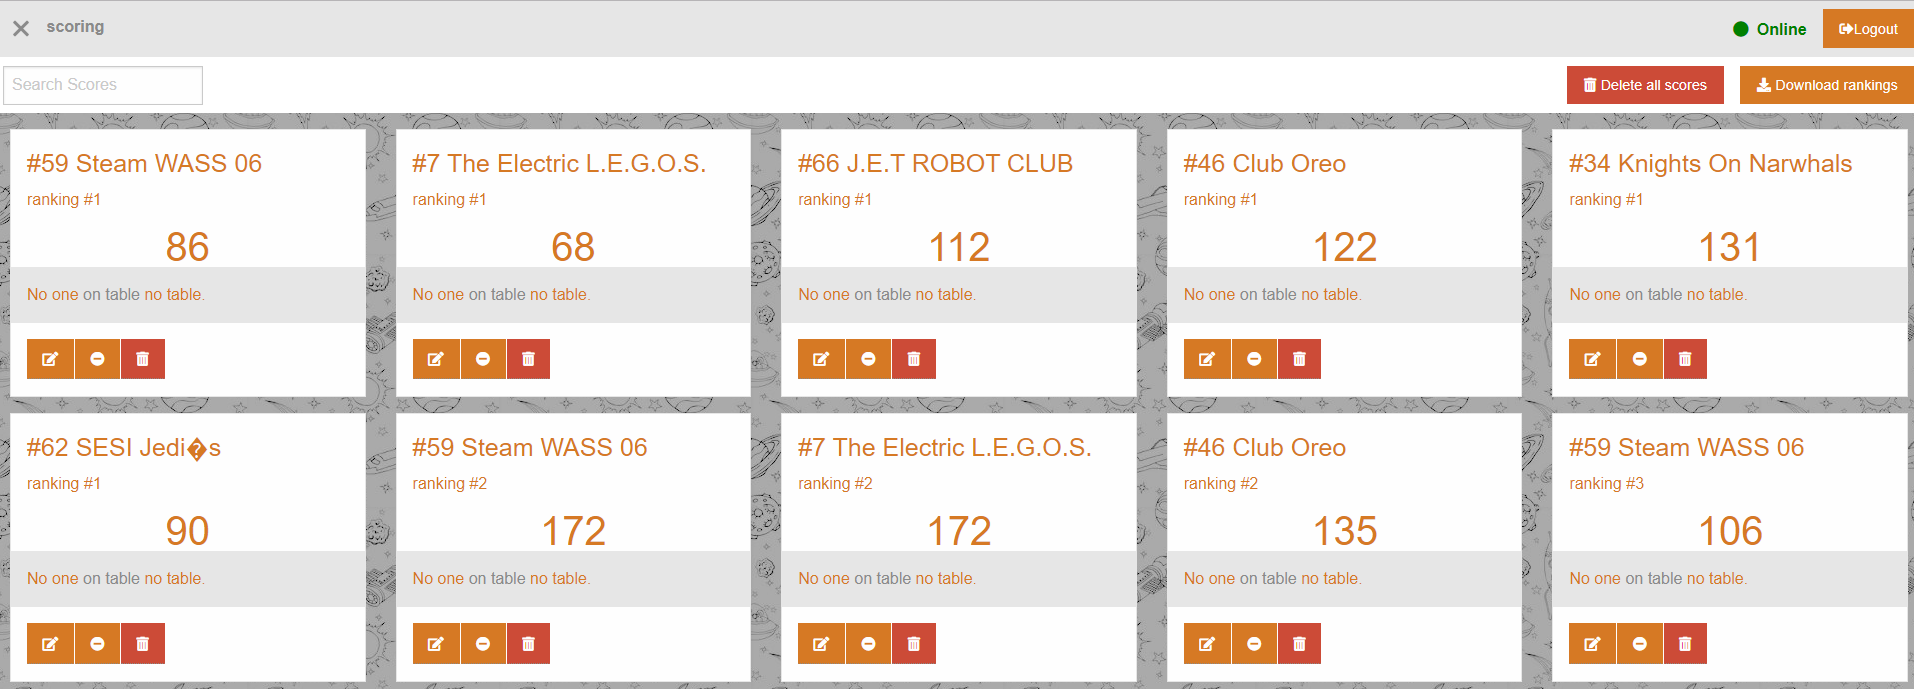 scoring
Online
Logout
Search Scores
Delete all scores
Download rankings
#59 Steam WASS 06
ranking #1
86
No one on table no table.
#7 The Electric L.E.G.O.S.
ranking #1
68
No one on table no table.
#66 J.E.T ROBOT CLUB
ranking #1
112
No one on table no table.
#46 Club Oreo
ranking #1
122
No one on table no table.
#34 Knights On Narwhals
ranking #1
131
No one on table no table.
#62 SESI Jedi�s
ranking #1
90
No one on table no table.
#59 Steam WASS 06
ranking #2
172
No one on table no table.
#7 The Electric L.E.G.O.S.
ranking #2
172
No one on table no table.
#46 Club Oreo
ranking #2
135
No one on table no table.
#59 Steam WASS 06
ranking #3
106
No one on table no table.